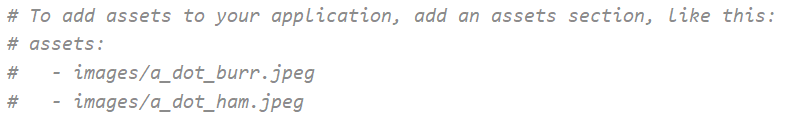 # To add assets to your application, add an assets section, like this:
# assets:
#   - images/a_dot_burr.jpeg
#   - images/a_dot_ham.jpeg